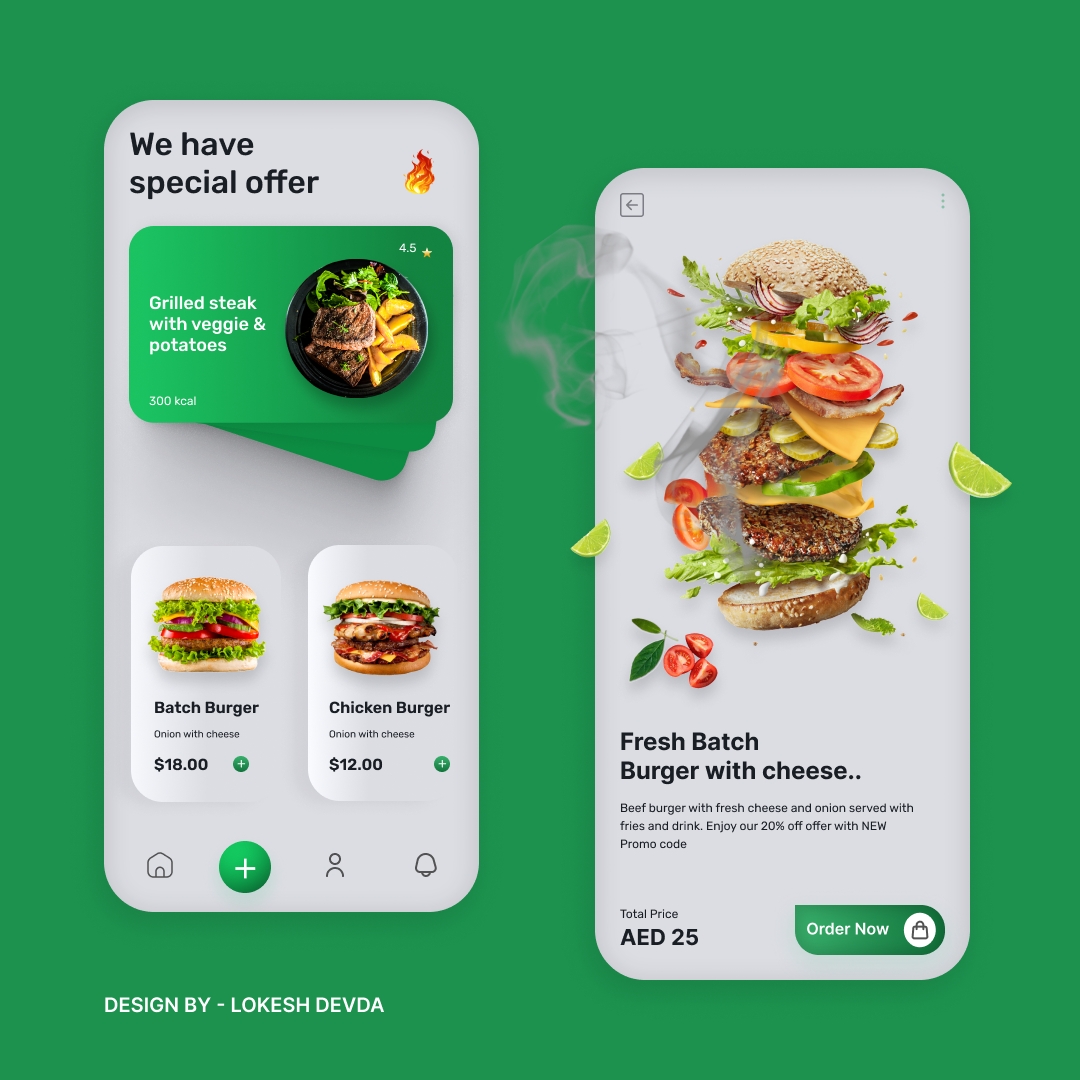 We have
special offer
4.5
Grilled steak
with veggie &
potatoes
300 kcal
Batch Burger
Onion with cheese
$18.00
Chicken Burger
Onion with cheese
$12.00
Fresh Batch
Burger with cheese..
Beef burger with fresh cheese and onion served with
fries and drink. Enjoy our 20% off offer with NEW
Promo code
Total Price
AED 25
Order Now
DESIGN BY - LOKESH DEVDA